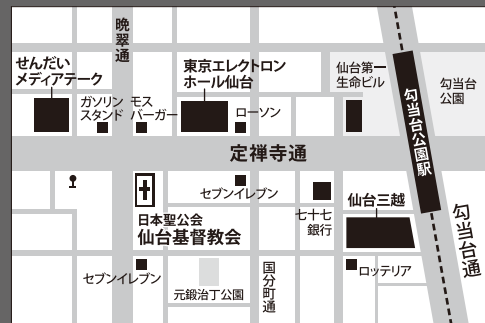 晩翠通
せんだい
メディアテーク
ガソリン
スタンド
モス
バーガー
東京エレクトロン
ホール仙台
ローソン
仙台第一
生命ビル
勾当台
公園
勾当台公園駅
定禅寺通
セブンイレブン
七十七
銀行
仙台三越
勾当台通
日本聖公会
仙台基督教会
セブンイレブン
元鍛治丁公園
国分町通
ロッテリア